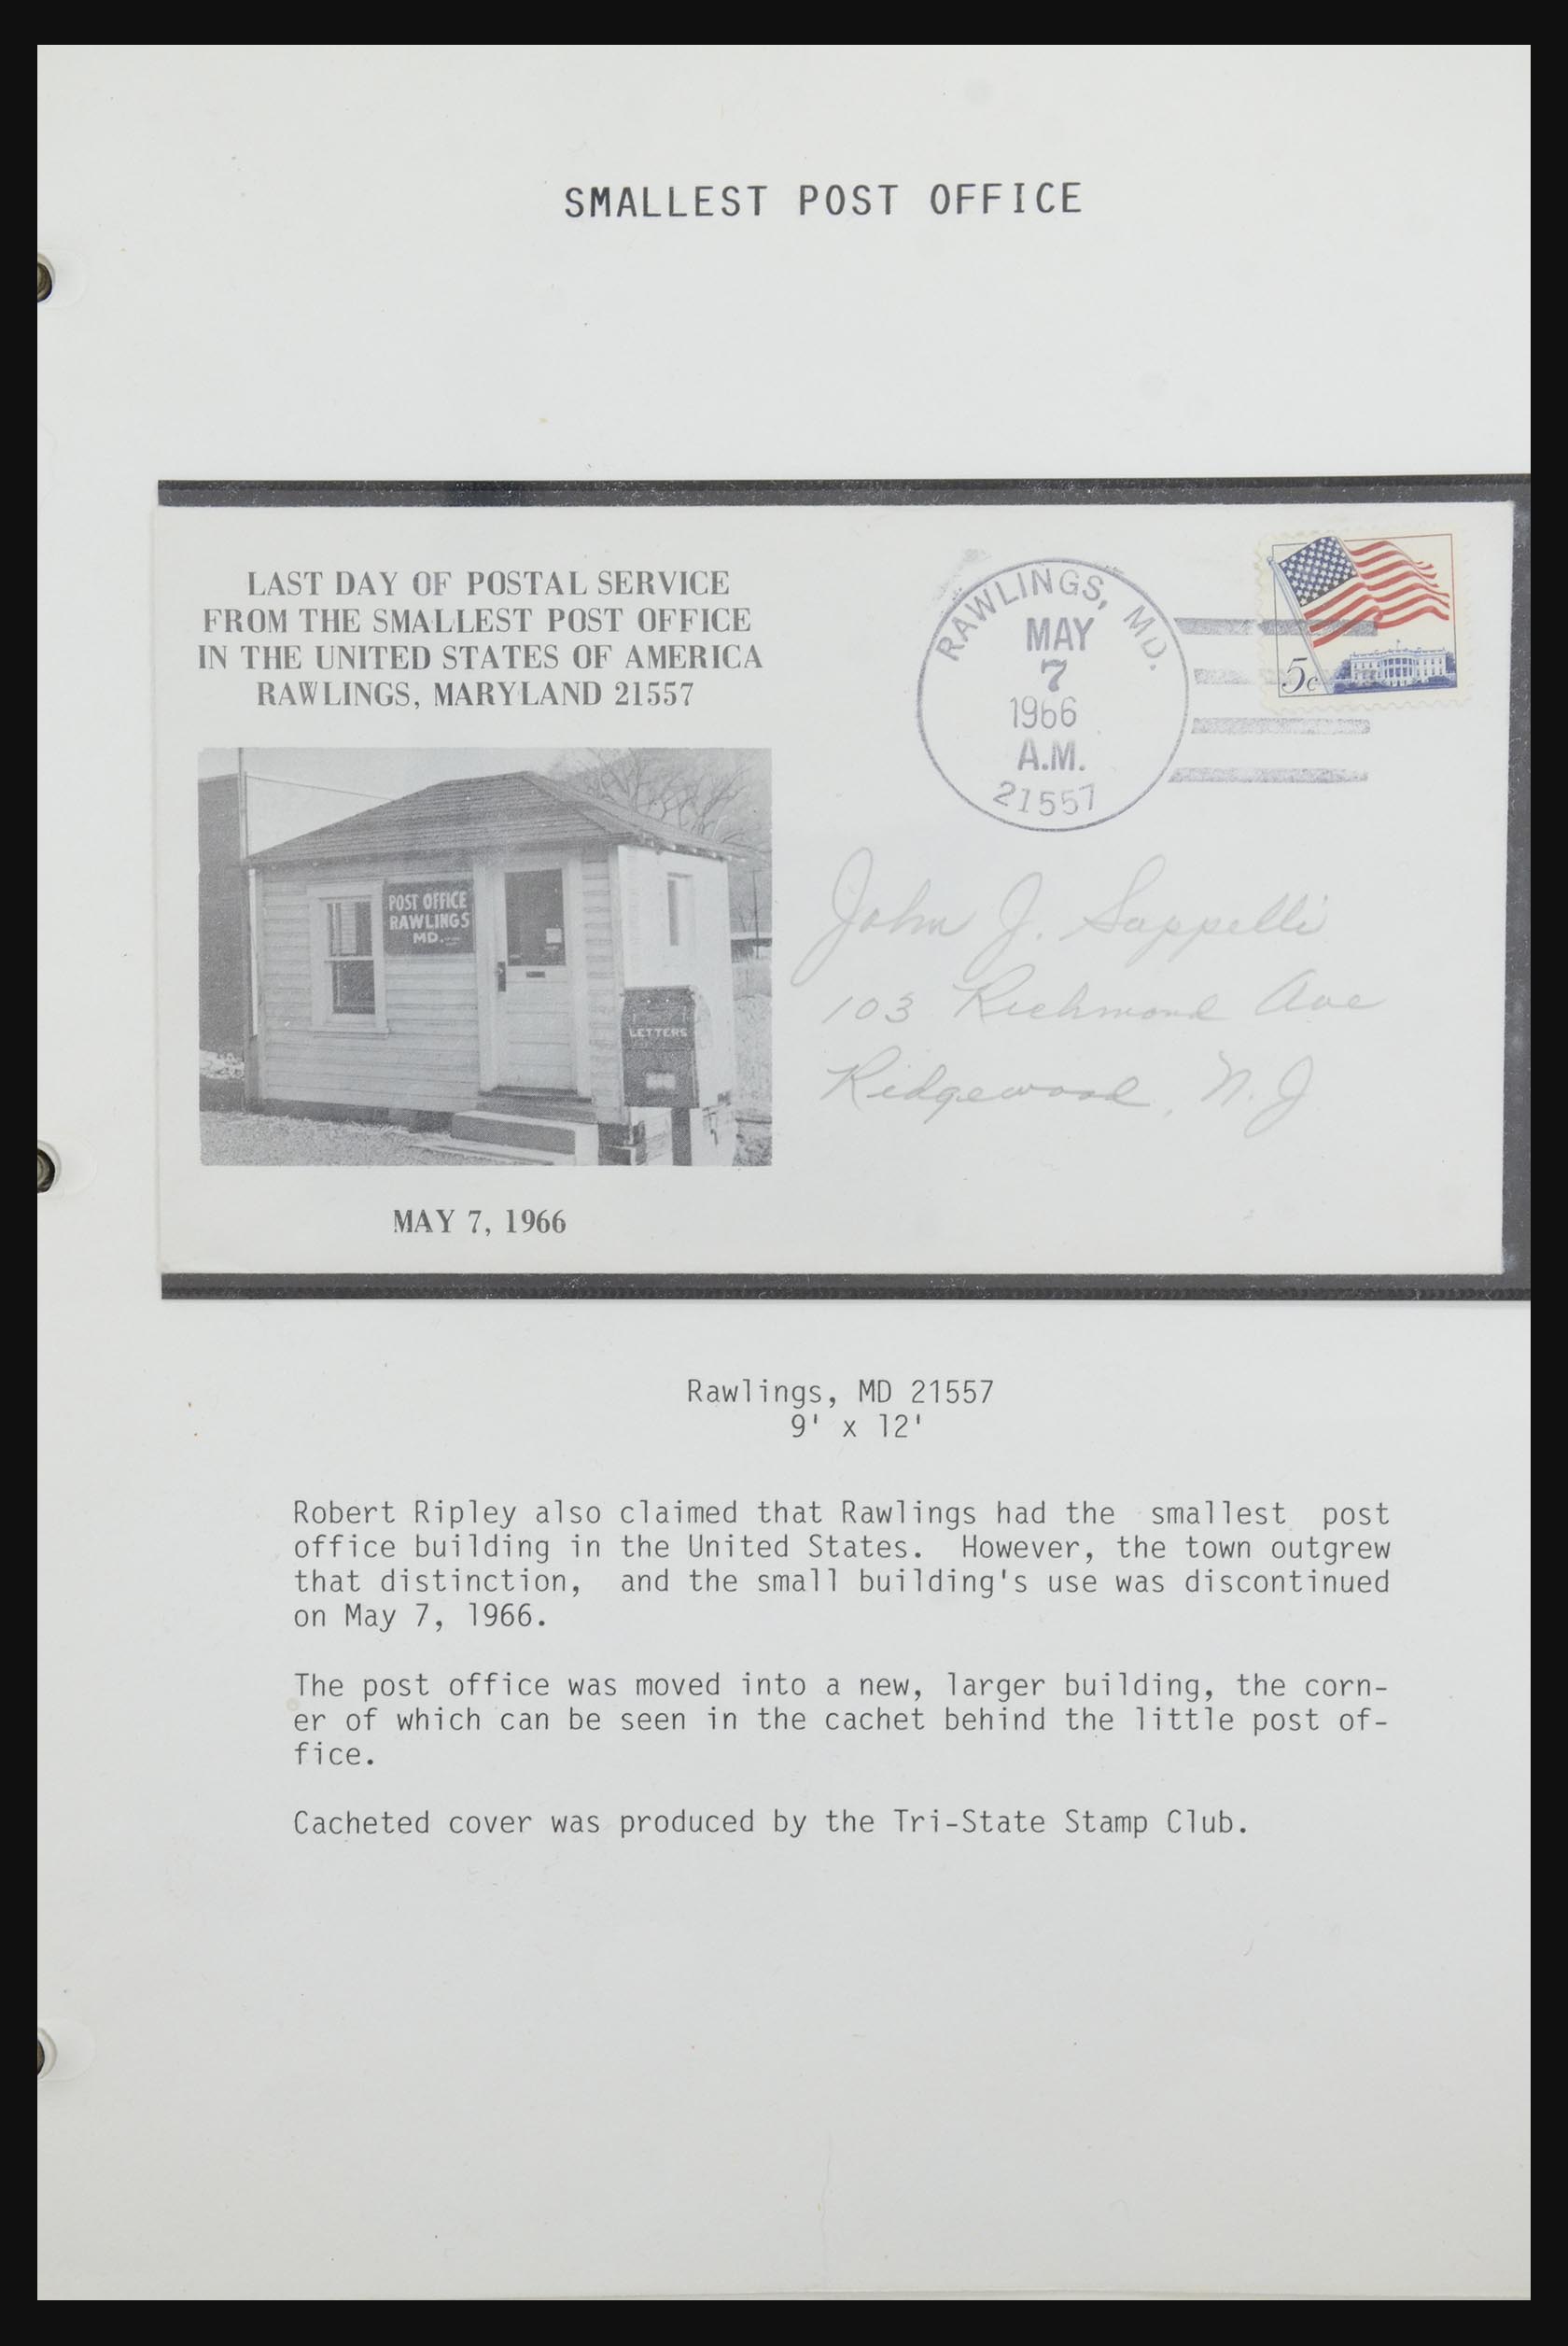 SMALLEST POST OFFICE
LAST DAY OF POSTAL SERVICE
FROM THE SMALLEST POST OFFICE
IN THE UNITED STATES OF AMERICA
RAWLINGS, MARYLAND 21557
POST OFFICE
RAWLINGS
MD.
LETTERS
MAY 7, 1966
RAWLINGS, MD.
MAY
7
1966
A.M.
21557
5c
John J. Sappelli
103 Richmond Ave
Ridgewood, N.J
Rawlings, MD 21557
9' x 12'
Robert Ripley also claimed that Rawlings had the smallest post
office building in the United States. However, the town outgrew
that distinction, and the small building's use was discontinued
on May 7, 1966.
The post office was moved into a new, larger building, the corn-
er of which can be seen in the cachet behind the little post of-
fice.
Cacheted cover was produced by the Tri-State Stamp Club.